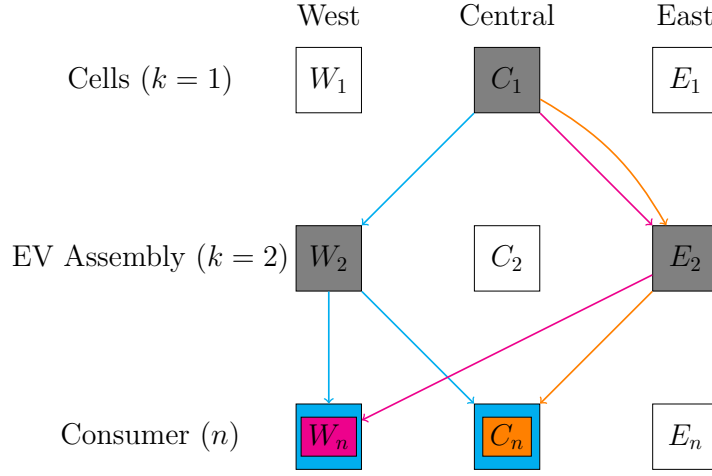 West Central East
Cells (k = 1) W₁ C₁ E₁
EV Assembly (k = 2) W₂ C₂ E₂
Consumer (n) Wₙ Cₙ Eₙ